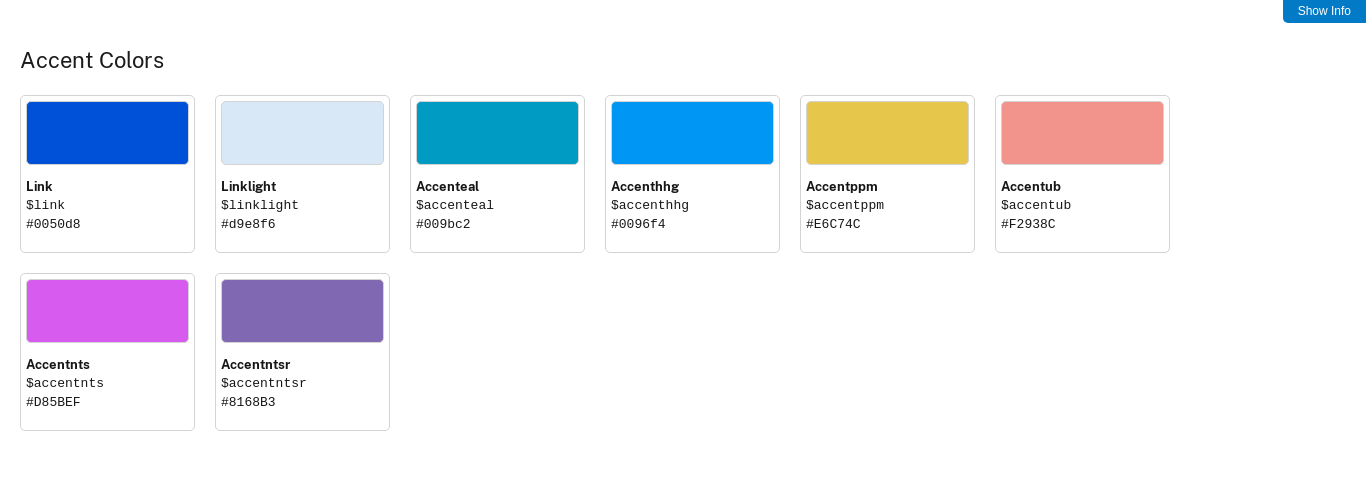 Show Info
Accent Colors
Link
$link
#0050d8
Linklight
$linklight
#d9e8f6
Accenteal
$accenteal
#009bc2
Accenthhg
$accenthhg
#0096f4
Accentppm
$accentppm
#E6C74C
Accentub
$accentub
#F2938C
Accentnts
$accentnts
#D85BEF
Accentntsr
$accentntsr
#8168B3